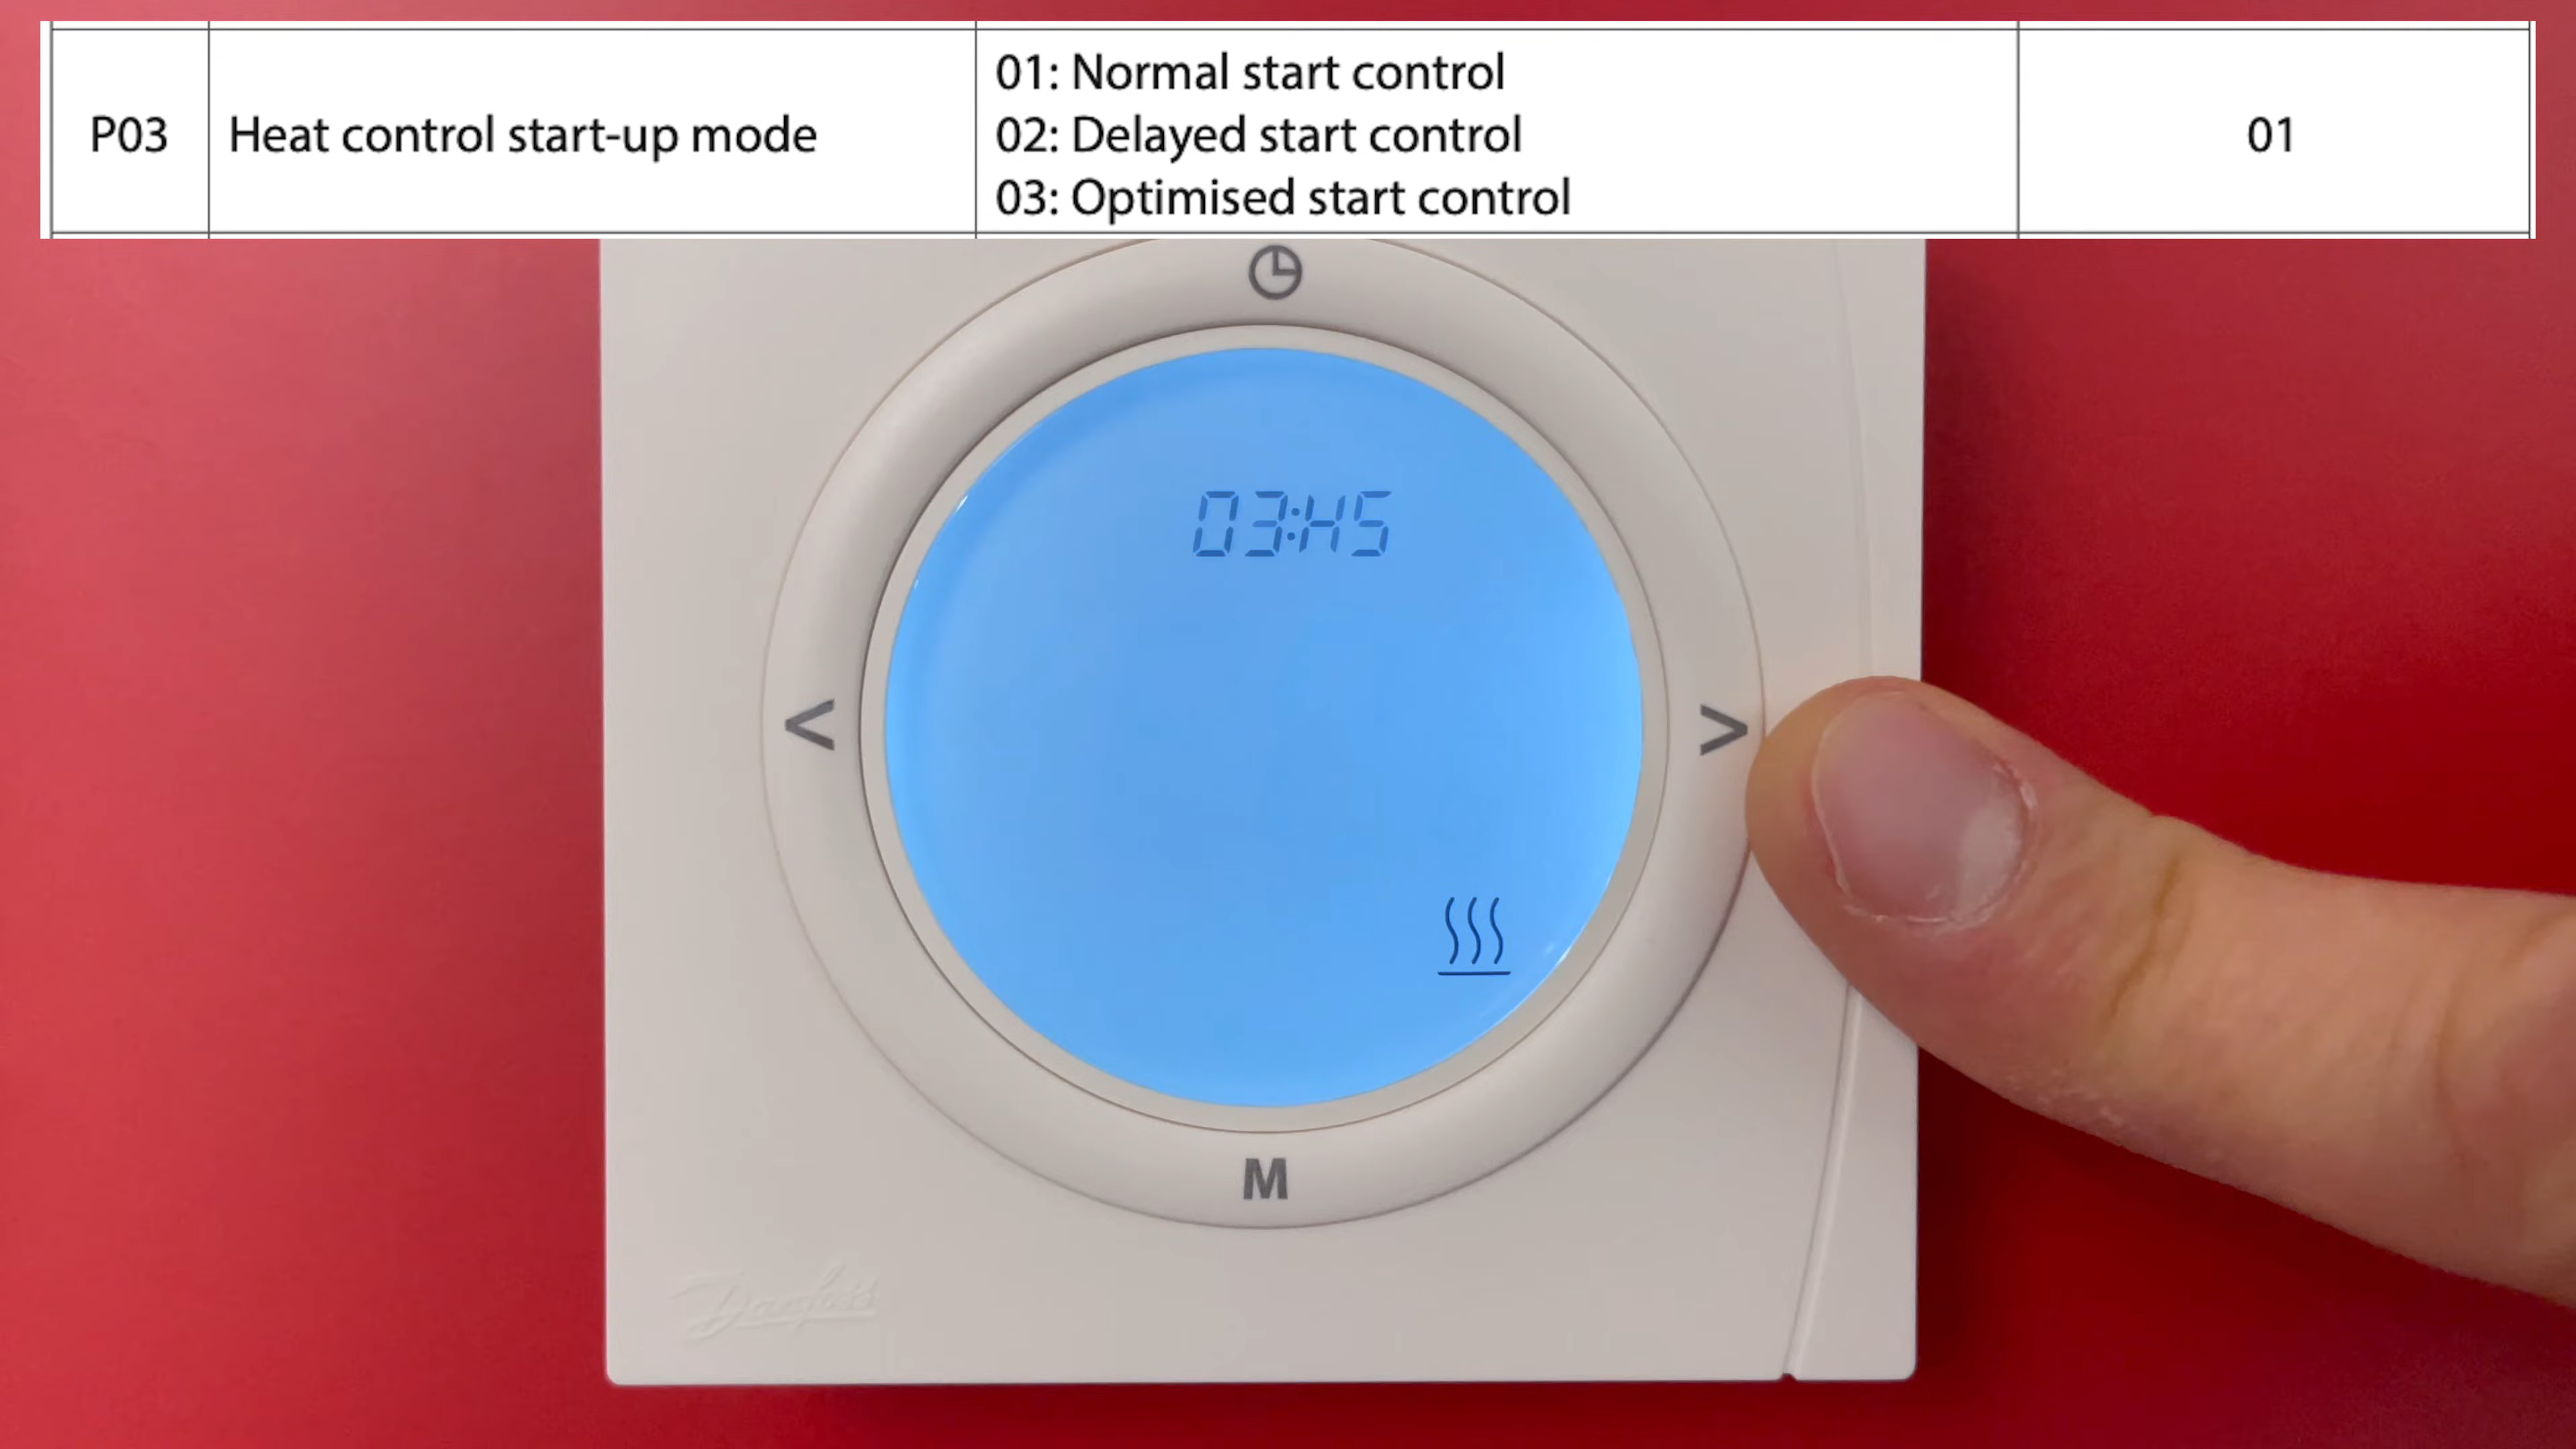 P03
Heat control start-up mode
01: Normal start control
02: Delayed start control
03: Optimised start control
01
03:H5
<
>
M
Danfoss